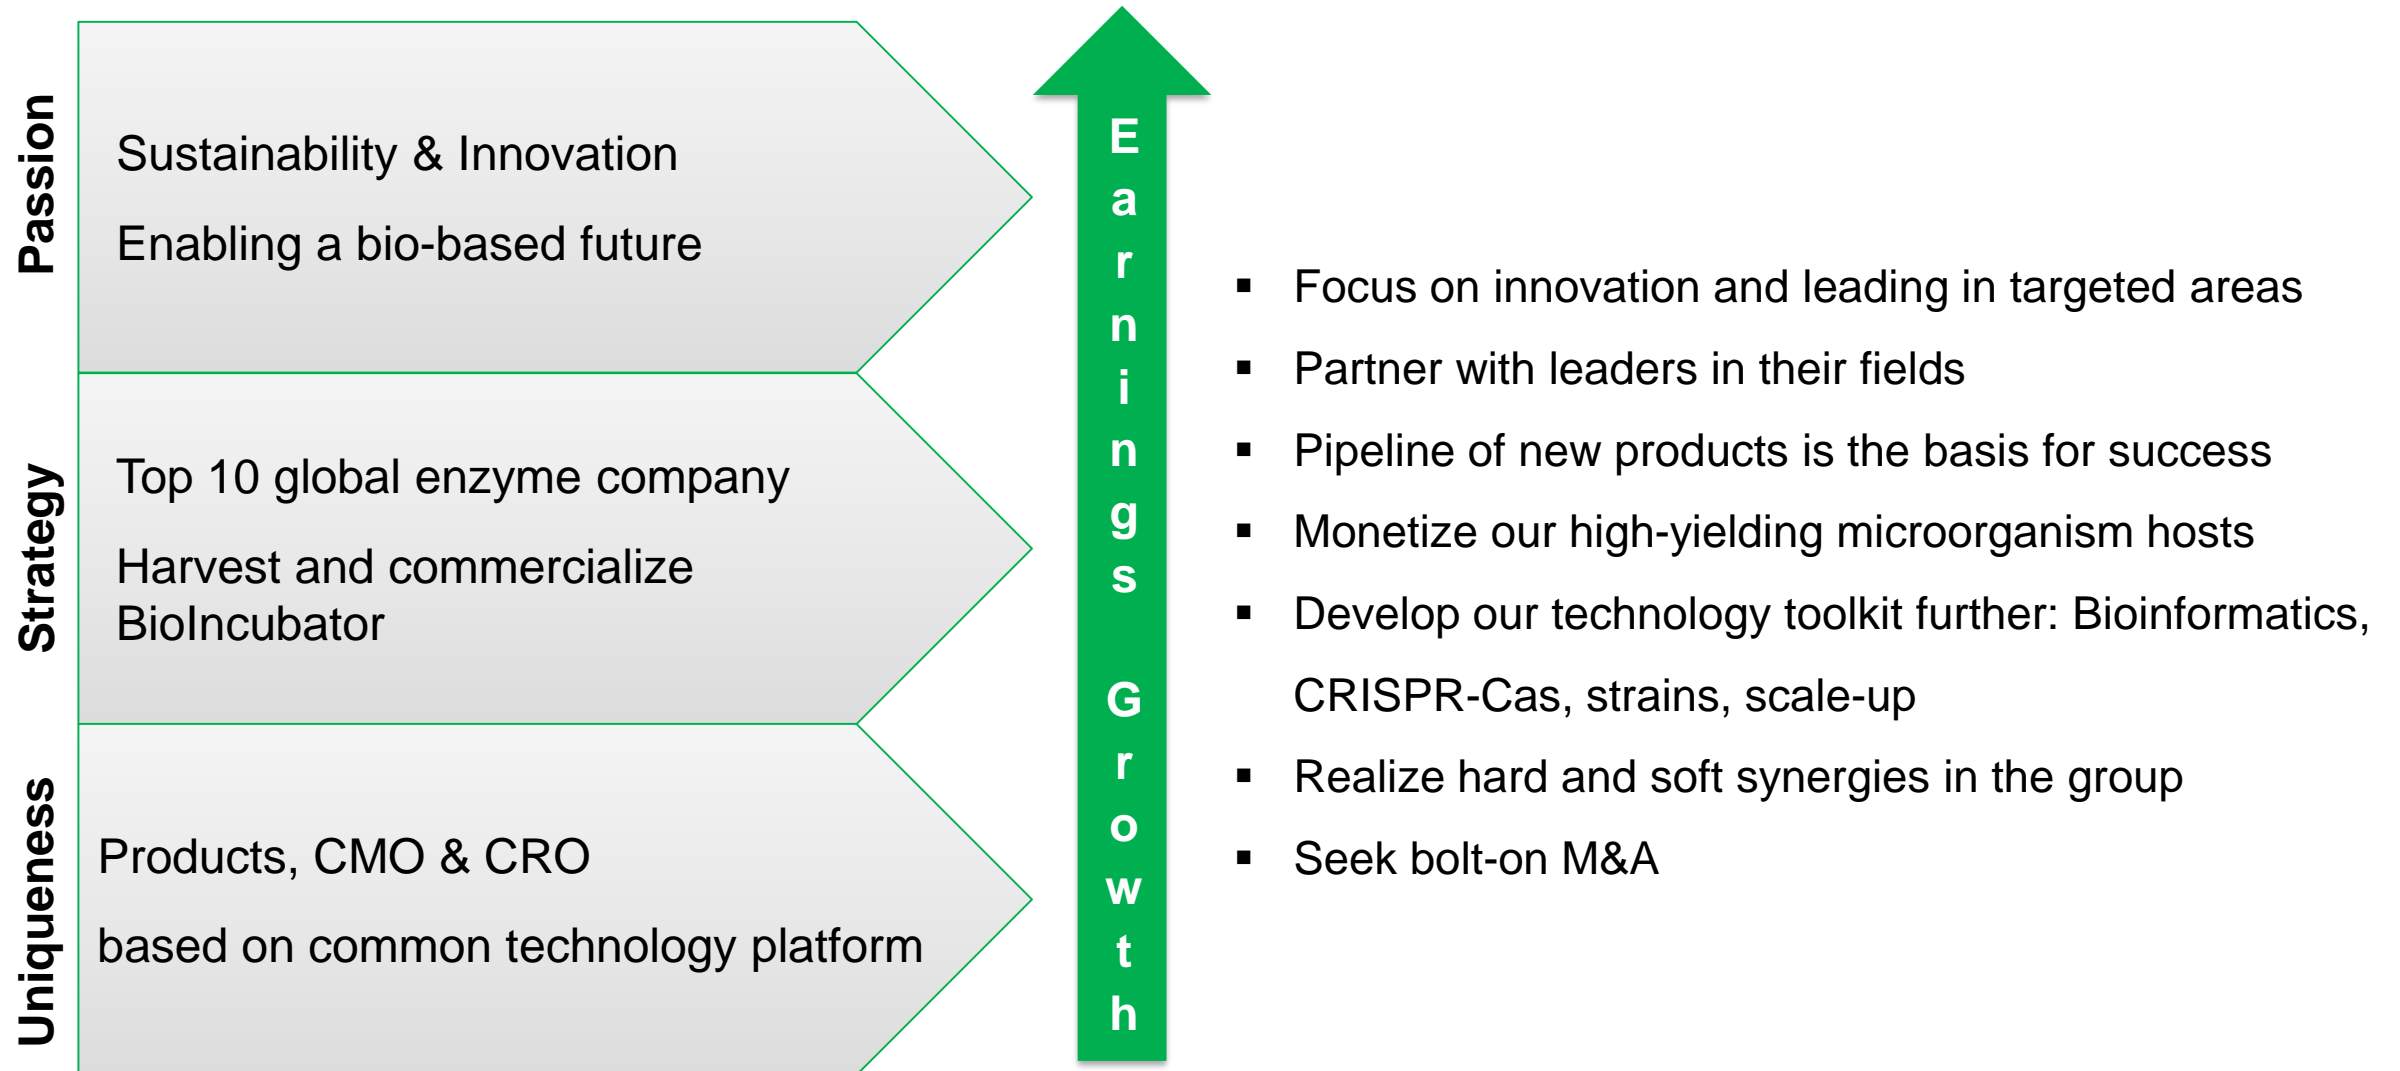 Passion
Sustainability & Innovation
Enabling a bio-based future
Strategy
Top 10 global enzyme company
Harvest and commercialize
BioIncubator
Uniqueness
Products, CMO & CRO
based on common technology platform
Earnings Growth
▪ Focus on innovation and leading in targeted areas
▪ Partner with leaders in their fields
▪ Pipeline of new products is the basis for success
▪ Monetize our high-yielding microorganism hosts
▪ Develop our technology toolkit further: Bioinformatics,
CRISPR-Cas, strains, scale-up
▪ Realize hard and soft synergies in the group
▪ Seek bolt-on M&A